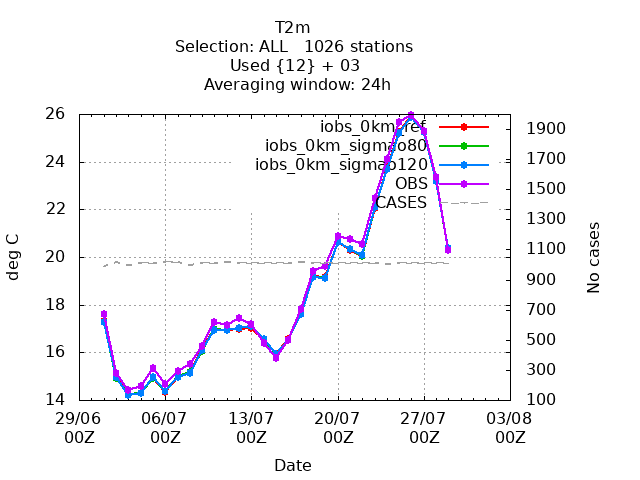 T2m
Selection: ALL   1026 stations
Used {12} + 03
Averaging window: 24h
iobs_0km_ref
iobs_0km_sigmao80
iobs_0km_sigmao120
OBS
CASES
26
24
22
20
18
16
14
deg C
1900
1700
1500
1300
1100
900
700
500
300
100
No cases
29/06 06/07 13/07 20/07 27/07 03/08
00Z 00Z 00Z 00Z 00Z 00Z
Date